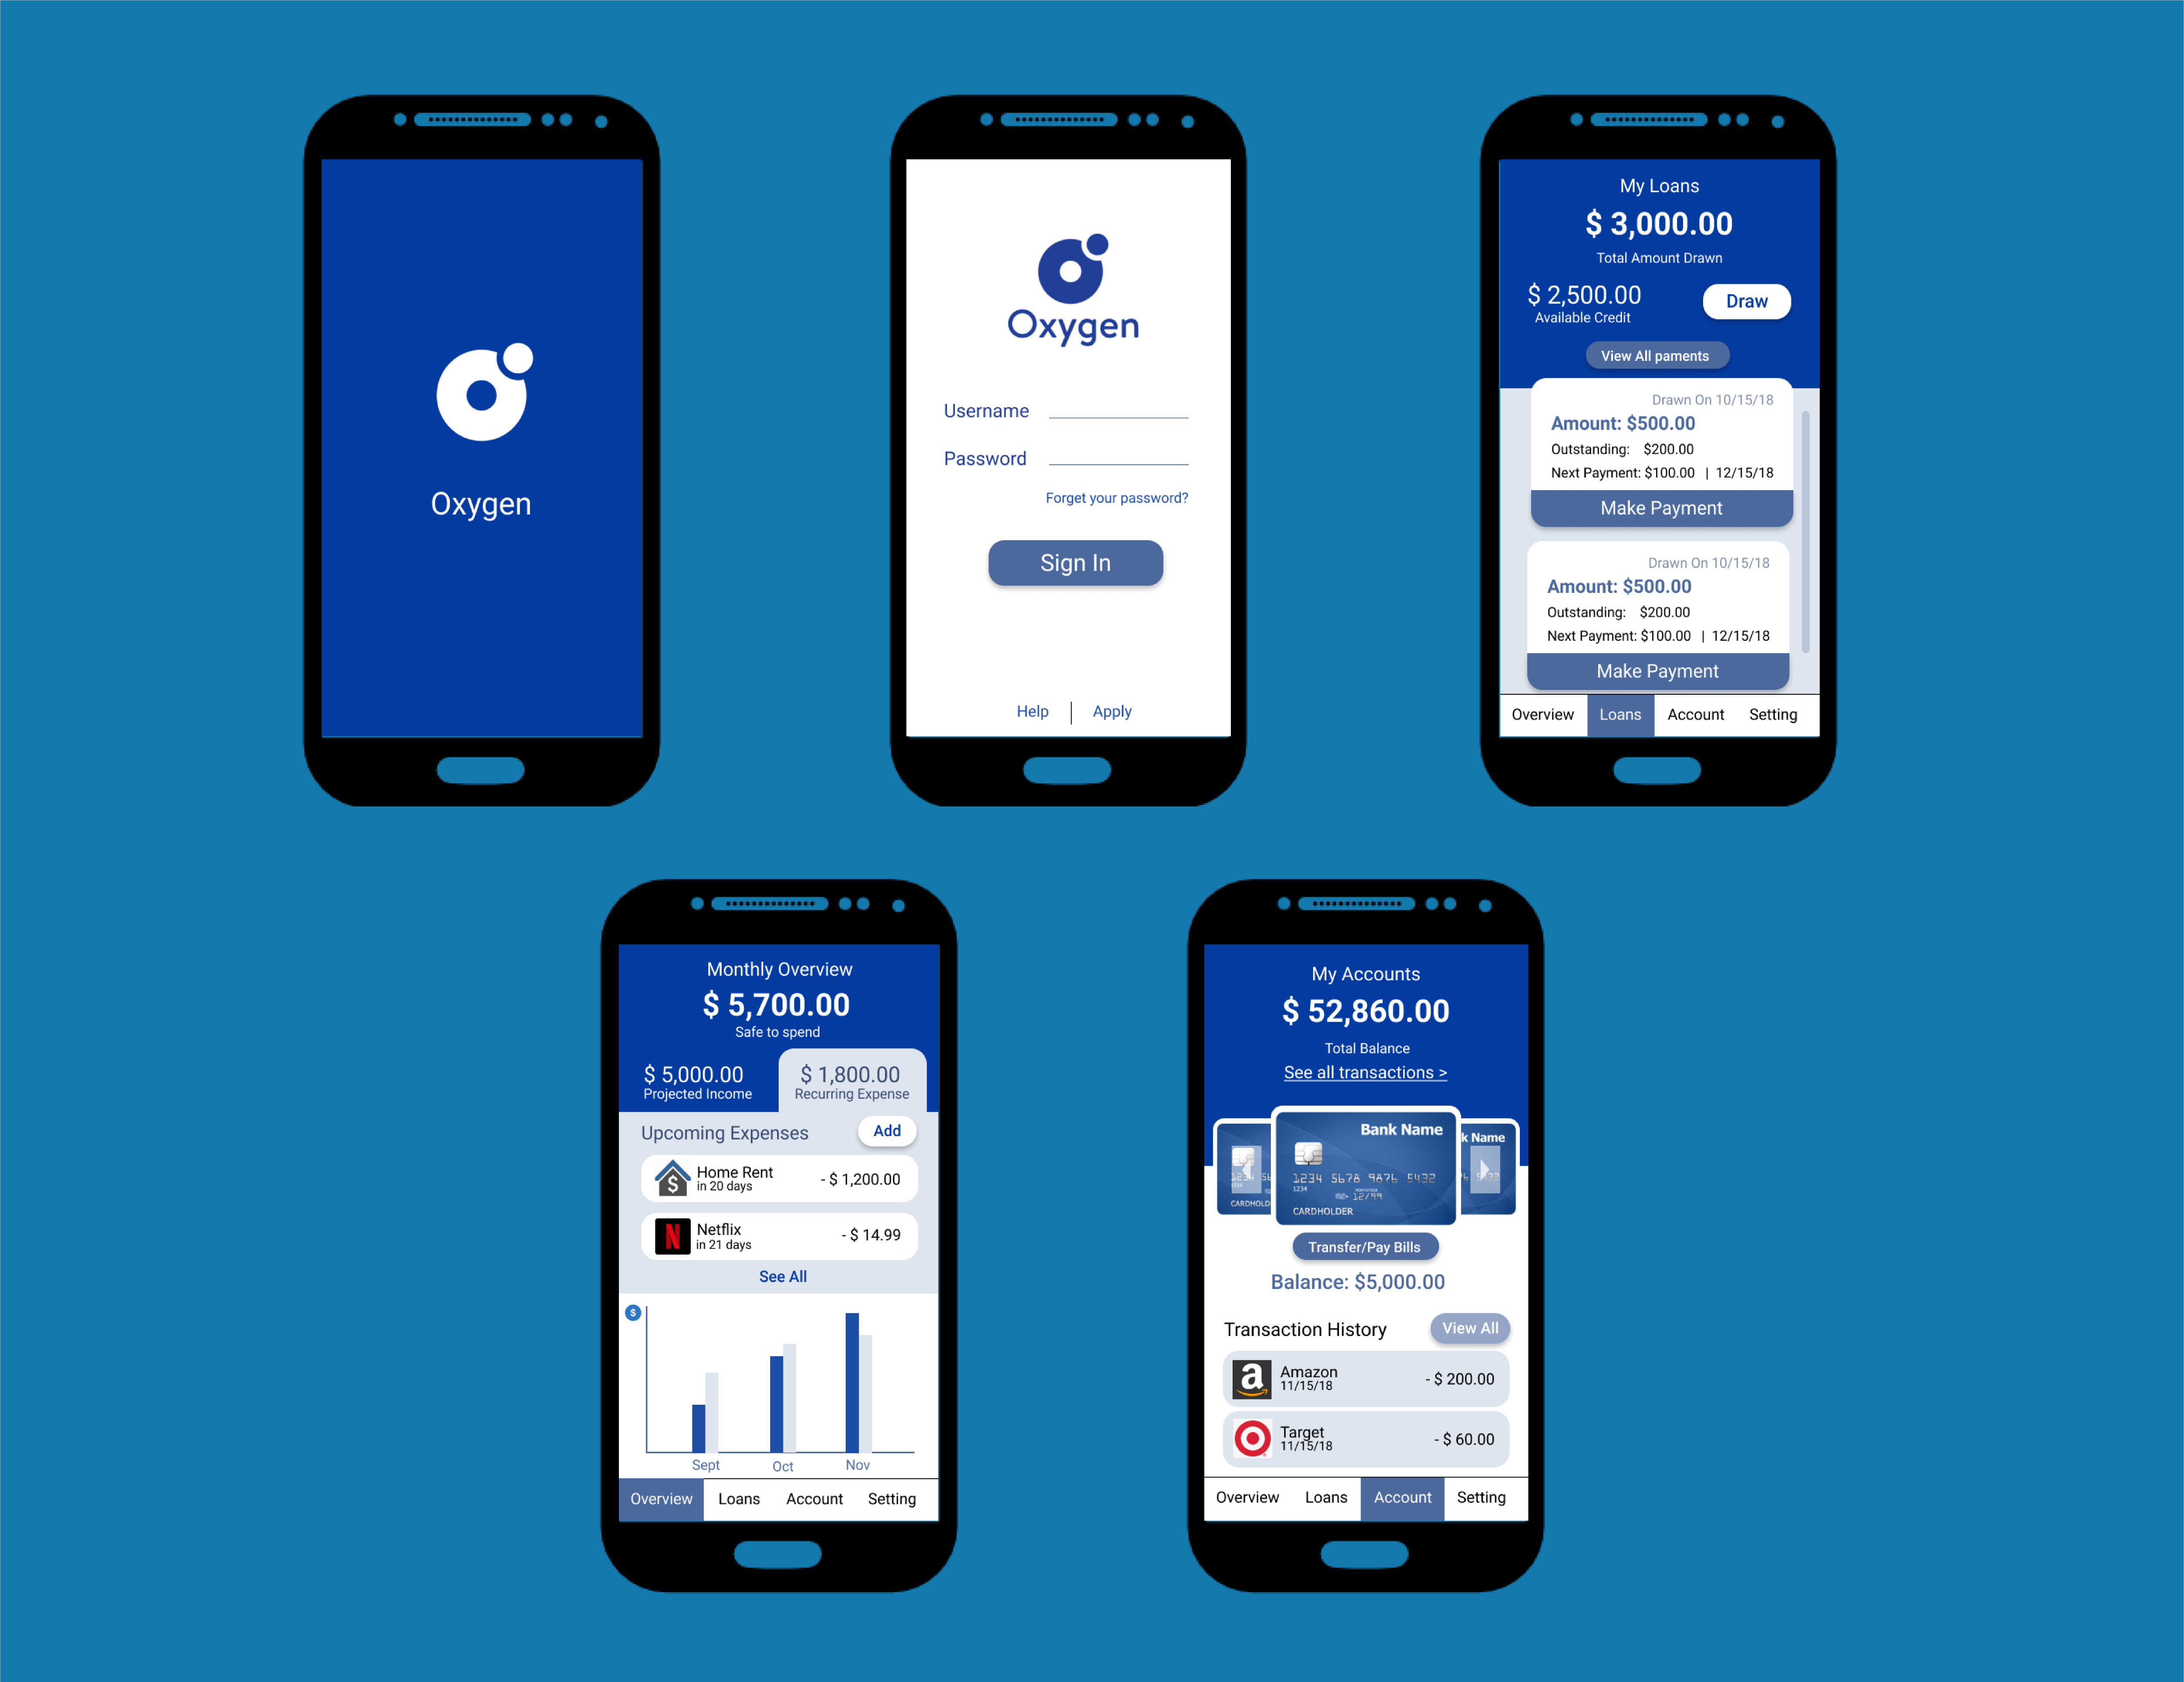 Oxygen
Oxygen
Username
Password
Forget your password?
Sign In
Help | Apply
My Loans
$ 3,000.00
Total Amount Drawn
$ 2,500.00
Available Credit
Draw
View All paments
Drawn On 10/15/18
Amount: $500.00
Outstanding: $200.00
Next Payment: $100.00 | 12/15/18
Make Payment
Drawn On 10/15/18
Amount: $500.00
Outstanding: $200.00
Next Payment: $100.00 | 12/15/18
Make Payment
Overview Loans Account Setting
Monthly Overview
$ 5,700.00
Safe to spend
$ 5,000.00
Projected Income
$ 1,800.00
Recurring Expense
Upcoming Expenses
Add
$
Home Rent
in 20 days
- $ 1,200.00
N
Netflix
in 21 days
- $ 14.99
See All
$
Sept Oct Nov
Overview Loans Account Setting
My Accounts
$ 52,860.00
Total Balance
See all transactions >
1234
CARDHOLD
Bank Name
1234 5678 9876 5432
1234
12/99
CARDHOLDER
k Name
Transfer/Pay Bills
Balance: $5,000.00
Transaction History
View All
a
Amazon
11/15/18
- $ 200.00
Target
11/15/18
- $ 60.00
Overview Loans Account Setting